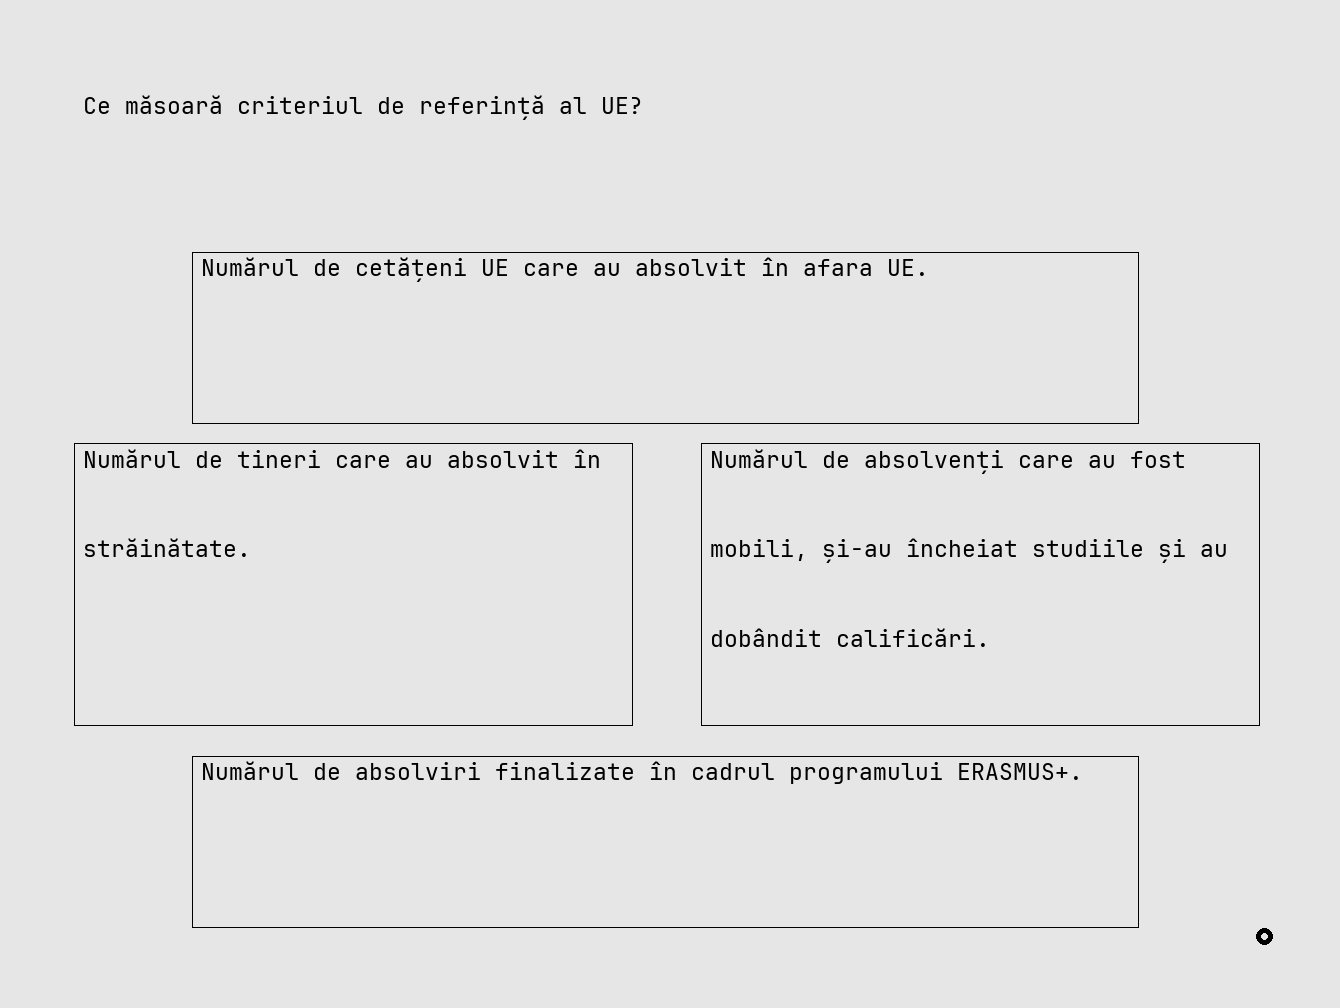 Ce măsoară criteriul de referință al UE?
Numărul de cetățeni UE care au absolvit în afara UE.
Numărul de tineri care au absolvit în
străinătate.
Numărul de absolvenți care au fost
mobili, și-au încheiat studiile și au
dobândit calificări.
Numărul de absolviri finalizate în cadrul programului ERASMUS+.